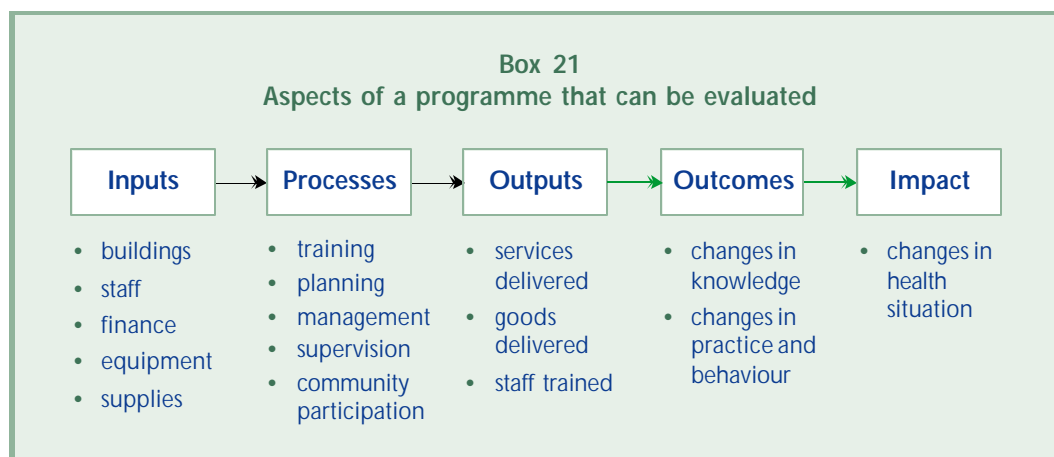 Box 21
Aspects of a programme that can be evaluated
Inputs
Processes
Outputs
Outcomes
Impact
• buildings
• staff
• finance
• equipment
• supplies
• training
• planning
• management
• supervision
• community
participation
• services
delivered
• goods
delivered
• staff trained
• changes in
knowledge
• changes in
practice and
behaviour
• changes in
health
situation